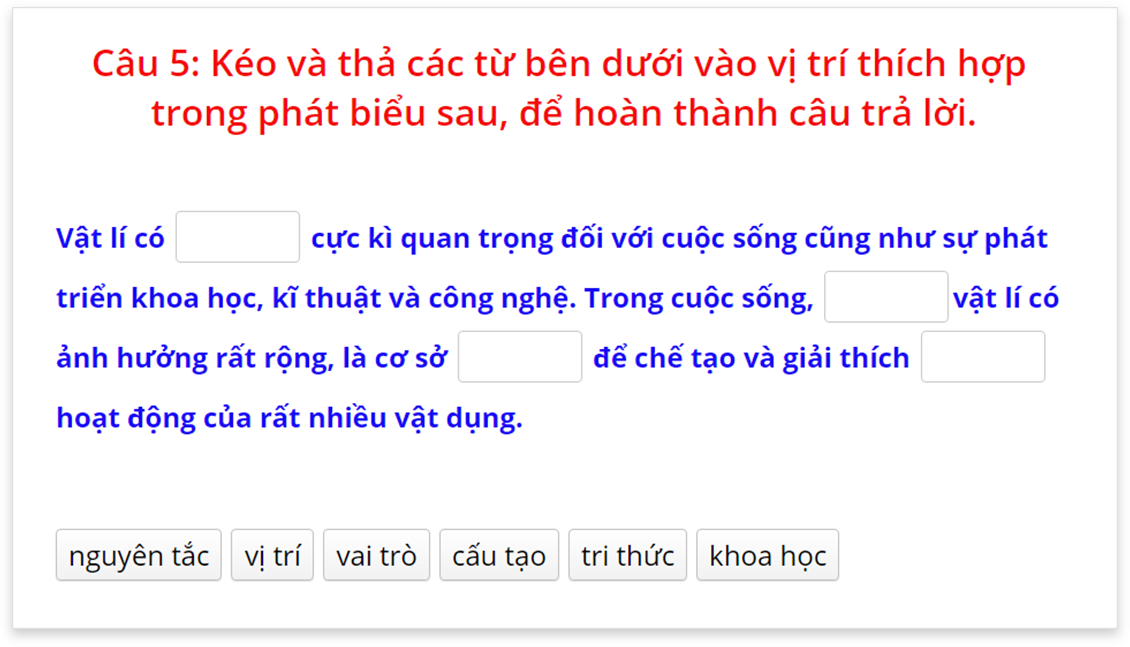 Câu 5: Kéo và thả các từ bên dưới vào vị trí thích hợp
trong phát biểu sau, để hoàn thành câu trả lời.
Vật lí có cực kì quan trọng đối với cuộc sống cũng như sự phát
triển khoa học, kĩ thuật và công nghệ. Trong cuộc sống, vật lí có
ảnh hưởng rất rộng, là cơ sở để chế tạo và giải thích
hoạt động của rất nhiều vật dụng.
nguyên tắc vị trí vai trò cấu tạo tri thức khoa học